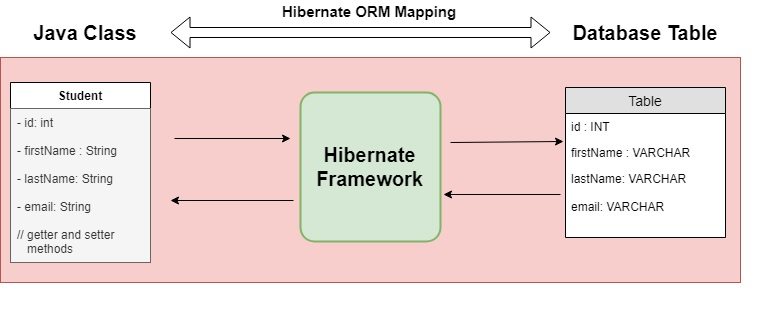 Hibernate ORM Mapping
Java Class
Database Table
Student
- id: int
- firstName : String
- lastName: String
- email: String
// getter and setter
methods
Hibernate
Framework
Table
id : INT
firstName : VARCHAR
lastName: VARCHAR
email: VARCHAR